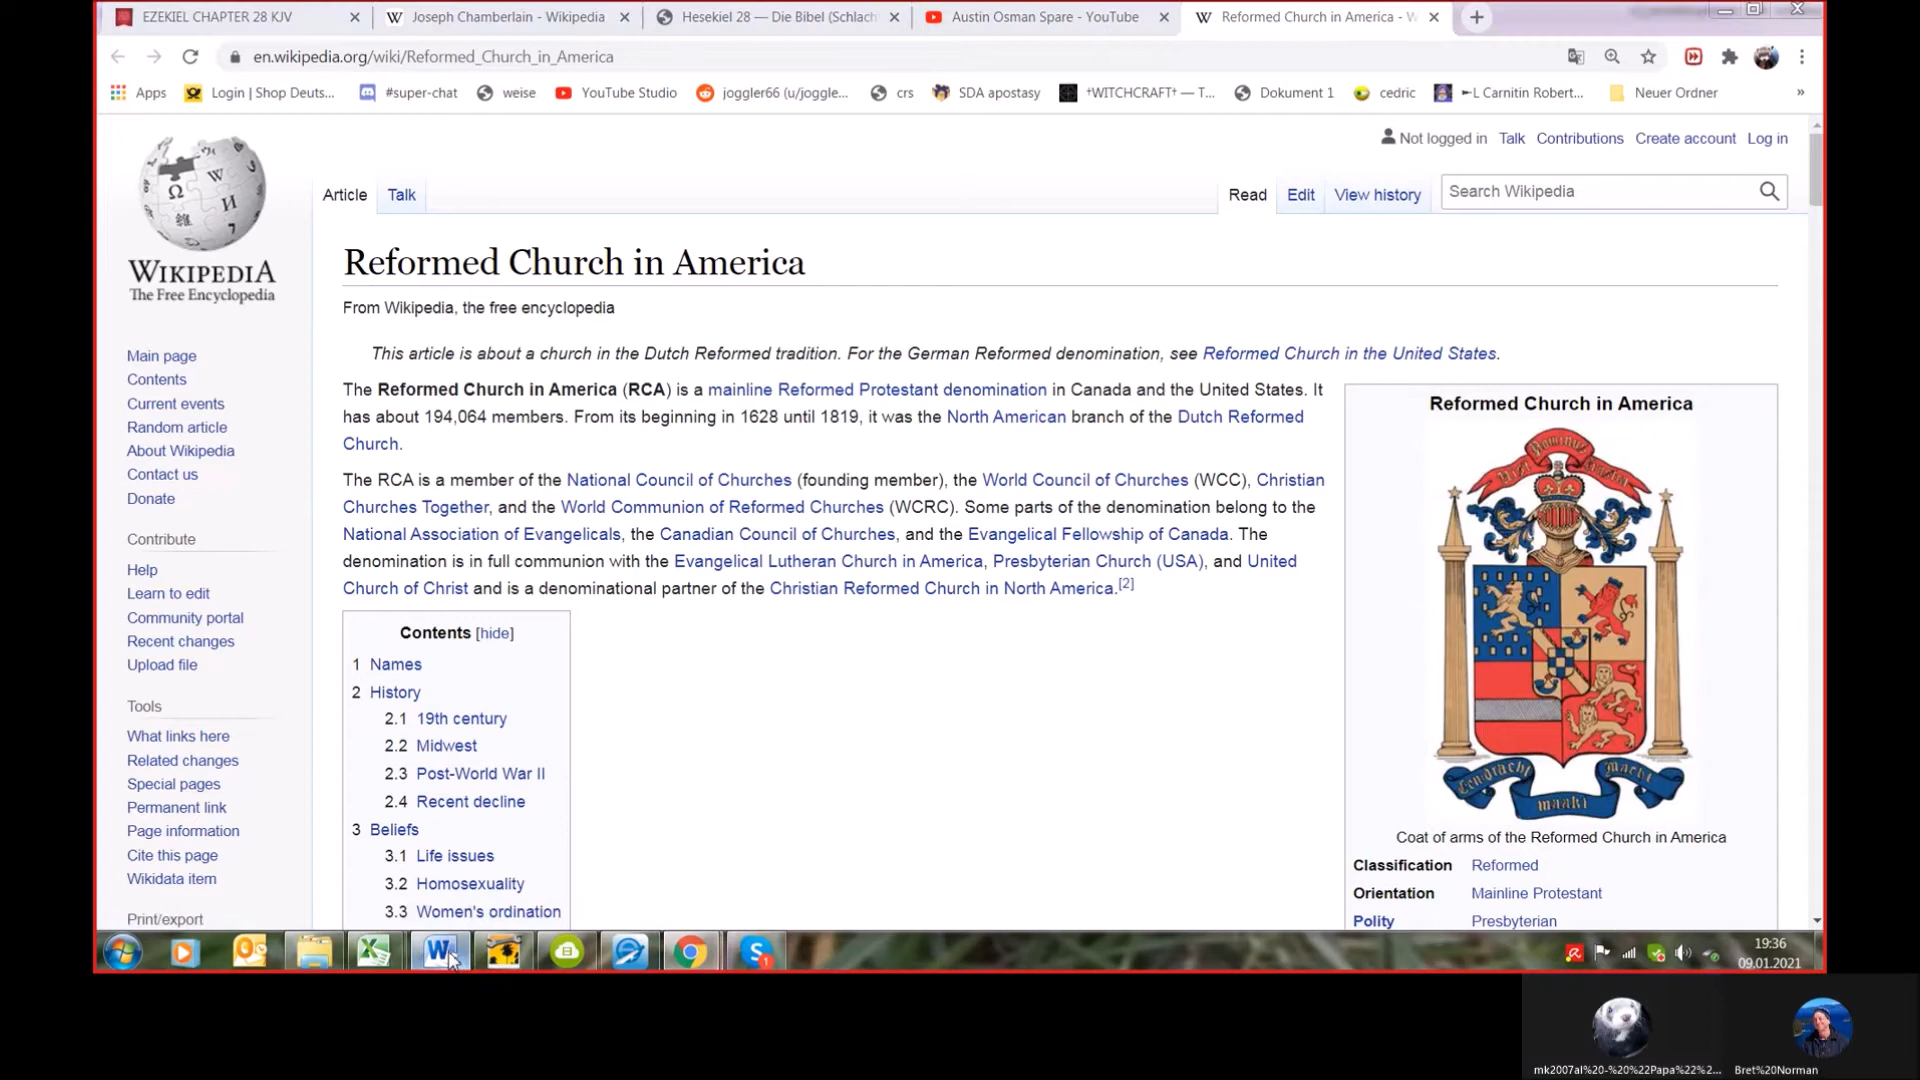 EZEKIEL CHAPTER 28 KJV
Joseph Chamberlain - Wikipedia
Hesekiel 28 — Die Bibel (Schlach
Austin Osman Spare - YouTube
Reformed Church in America - W
en.wikipedia.org/wiki/Reformed_Church_in_America
Apps
Login | Shop Deuts...
#super-chat
weise
YouTube Studio
joggler66 (u/joggle...
crs
SDA apostasy
†WITCHCRAFT† — T...
Dokument 1
cedric
L Carnitin Robert...
Neuer Ordner
»
Not logged in Talk Contributions Create account Log in
Article Talk
Read Edit View history
Search Wikipedia
WIKIPEDIA
The Free Encyclopedia
Main page
Contents
Current events
Random article
About Wikipedia
Contact us
Donate
Contribute
Help
Learn to edit
Community portal
Recent changes
Upload file
Tools
What links here
Related changes
Special pages
Permanent link
Page information
Cite this page
Wikidata item
Print/export
Reformed Church in America
From Wikipedia, the free encyclopedia
This article is about a church in the Dutch Reformed tradition. For the German Reformed denomination, see Reformed Church in the United States.
The Reformed Church in America (RCA) is a mainline Reformed Protestant denomination in Canada and the United States. It
has about 194,064 members. From its beginning in 1628 until 1819, it was the North American branch of the Dutch Reformed
Church.
The RCA is a member of the National Council of Churches (founding member), the World Council of Churches (WCC), Christian
Churches Together, and the World Communion of Reformed Churches (WCRC). Some parts of the denomination belong to the
National Association of Evangelicals, the Canadian Council of Churches, and the Evangelical Fellowship of Canada. The
denomination is in full communion with the Evangelical Lutheran Church in America, Presbyterian Church (USA), and United
Church of Christ and is a denominational partner of the Christian Reformed Church in North America.[2]
Contents [hide]
1 Names
2 History
2.1 19th century
2.2 Midwest
2.3 Post-World War II
2.4 Recent decline
3 Beliefs
3.1 Life issues
3.2 Homosexuality
3.3 Women's ordination
Reformed Church in America
Eendracht maakt Macht
Coat of arms of the Reformed Church in America
Classification Reformed
Orientation Mainline Protestant
Polity Presbyterian
19:36
09.01.2021
mk2007al%20-%20%22Papa%22%2...
Bret%20Norman